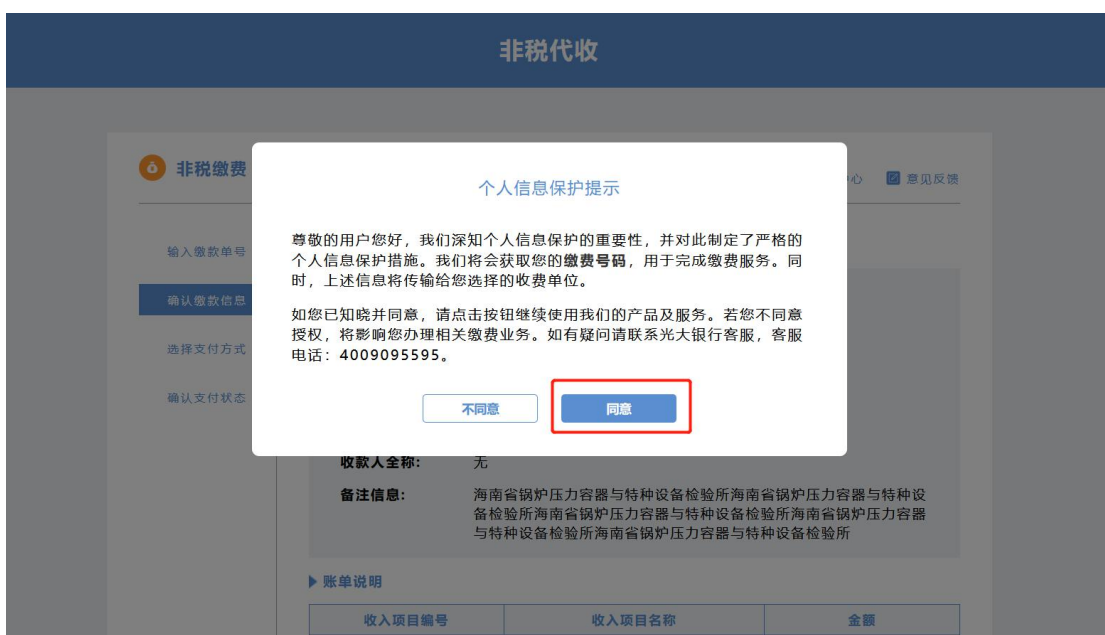 非税代收
非税缴费
心
意见反馈
个人信息保护提示
尊敬的用户您好，我们深知个人信息保护的重要性，并对此制定了严格的
个人信息保护措施。我们将会获取您的缴费号码，用于完成缴费服务。同
时，上述信息将传输给您选择的收费单位。
如您已知晓并同意，请点击按钮继续使用我们的产品及服务。若您不同意
授权，将影响您办理相关缴费业务。如有疑问请联系光大银行客服，客服
电话：4009095595。
不同意
同意
输入缴款单号
确认缴款信息
选择支付方式
确认支付状态
收款人全称：
无
备注信息：
海南省锅炉压力容器与特种设备检验所海南省锅炉压力容器与特种设
备检验所海南省锅炉压力容器与特种设备检验所海南省锅炉压力容器
与特种设备检验所海南省锅炉压力容器与特种设备检验所
账单说明
收入项目编号
收入项目名称
金额